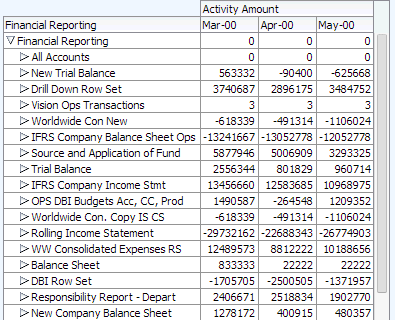 Activity Amount
Financial Reporting Mar-00 Apr-00 May-00
Financial Reporting 0 0 0
All Accounts 0 0 0
New Trial Balance 563332 -90400 -625668
Drill Down Row Set 3740687 2896175 3484752
Vision Ops Transactions 3 3 3
Worldwide Con New -618339 -491314 -1106024
IFRS Company Balance Sheet Ops -13241667 -13052778 -12052778
Source and Application of Fund 5877946 5006909 3293325
Trial Balance 2556344 801829 960714
IFRS Company Income Stmt 13456660 12583685 10968975
OPS DBI Budgets Acc, CC, Prod 1490587 -264548 1209352
Worldwide Con. Copy IS CS -618339 -491314 -1106024
Rolling Income Statement -29732162 -22688343 -26774903
WW Consolidated Expenses RS 12489573 8812222 10188656
Balance Sheet 833333 22222 22222
DBI Row Set -1705705 -2500505 -1371957
Responsibility Report - Depart 2406671 2518834 1902770
New Company Balance Sheet 1278172 400915 480357